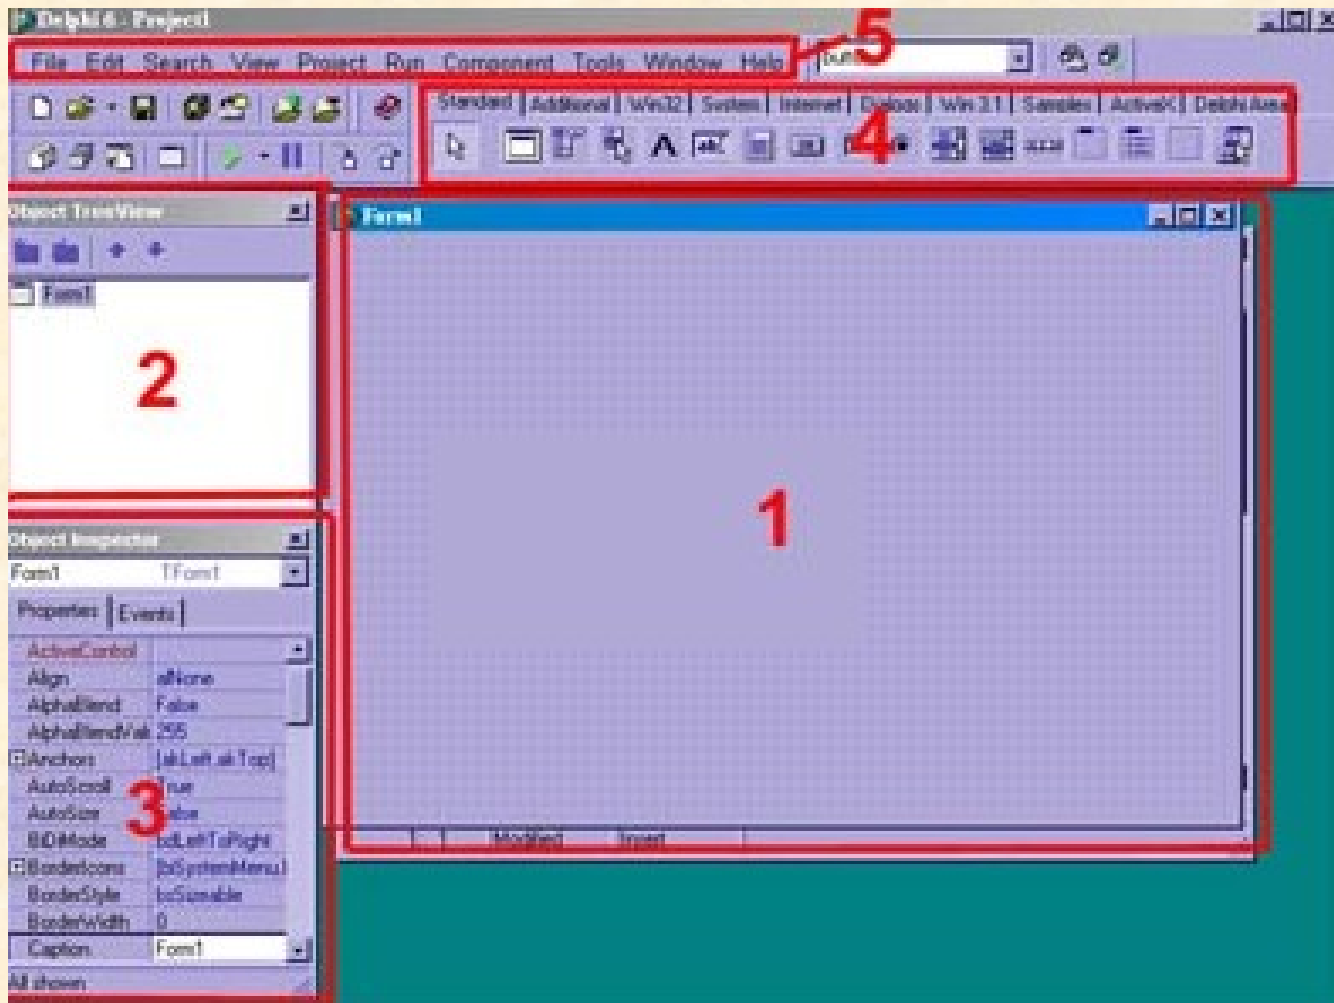 Delphi 6 - Project1
File Edit Search View Project Run Component Tools Window Help
5
Standard Additional Win32 System Internet Dialogs Win 3.1 Samples ActiveX Delphi Area
4
Object TreeView
Form1
2
Form1
1
Object Inspector
Form1 TForm1
Properties Events
ActiveControl
Align alNone
AlphaBlend False
AlphaBlendVal 255
Anchors [akLeft,akTop]
AutoScroll True
AutoSize False
3
BiDiMode bdLeftToRight
BorderIcons [biSystemMenu,
BorderStyle bsSizeable
BorderWidth 0
Caption Form1
All shown
Modified Insert